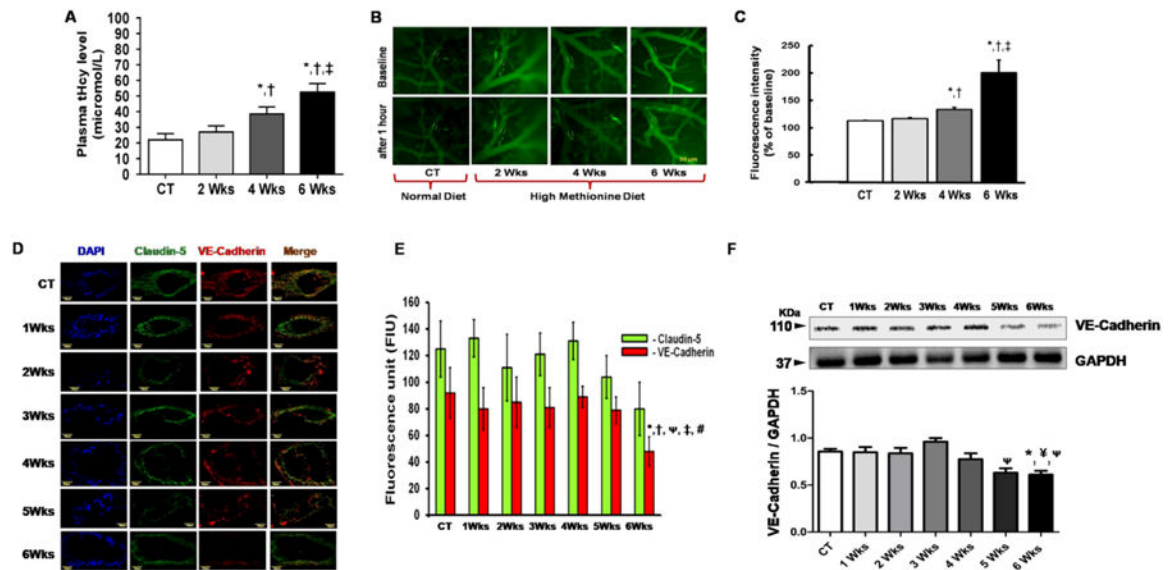 A
Plasma tHcy level
(micromol/L)
100
90
80
70
60
50
40
30
20
10
0
*,†
*,†,‡
CT
2 Wks
4 Wks
6 Wks
B
Baseline
after 1 hour
CT
2 Wks
4 Wks
6 Wks
Normal Diet
High Methionine Diet
C
Fluorescence intensity
(% of baseline)
250
200
150
100
50
0
*,†
*,†,‡
CT
2 Wks
4 Wks
6 Wks
D
DAPI
Claudin-5
VE-Cadherin
Merge
CT
1Wks
2Wks
3Wks
4Wks
5Wks
6Wks
E
Fluorescence unit (FIU)
160
140
120
100
80
60
40
20
0
- Claudin-5
- VE-Cadherin
*,†, Ψ, ‡, #
CT
1Wks
2Wks
3Wks
4Wks
5Wks
6Wks
F
KDa
CT
1Wks
2Wks
3Wks
4Wks
5Wks
6Wks
110
VE-Cadherin
37
GAPDH
VE-Cadherin / GAPDH
1.5
1.0
0.5
0.0
Ψ
*, ¥, Ψ
CT
1 Wks
2 Wks
3 Wks
4 Wks
5 Wks
6 Wks